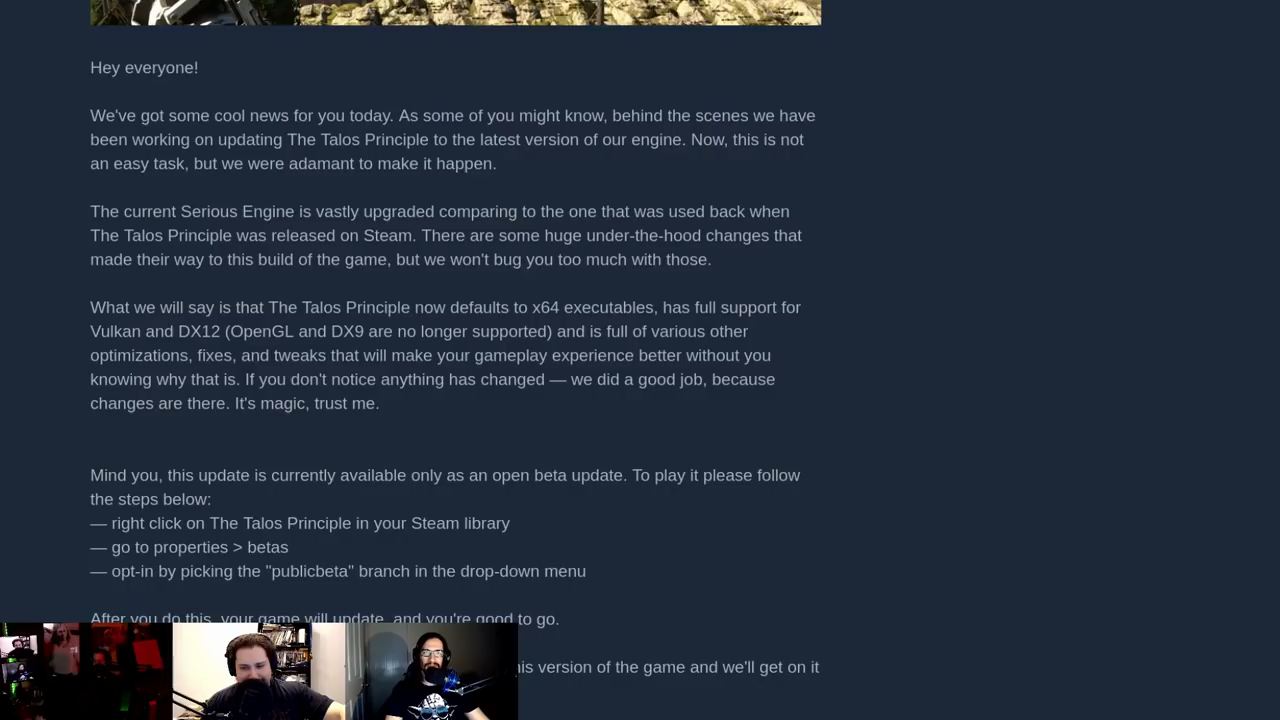 Hey everyone!
We've got some cool news for you today. As some of you might know, behind the scenes we have
been working on updating The Talos Principle to the latest version of our engine. Now, this is not
an easy task, but we were adamant to make it happen.
The current Serious Engine is vastly upgraded comparing to the one that was used back when
The Talos Principle was released on Steam. There are some huge under-the-hood changes that
made their way to this build of the game, but we won't bug you too much with those.
What we will say is that The Talos Principle now defaults to x64 executables, has full support for
Vulkan and DX12 (OpenGL and DX9 are no longer supported) and is full of various other
optimizations, fixes, and tweaks that will make your gameplay experience better without you
knowing why that is. If you don't notice anything has changed — we did a good job, because
changes are there. It's magic, trust me.
Mind you, this update is currently available only as an open beta update. To play it please follow
the steps below:
— right click on The Talos Principle in your Steam library
— go to properties > betas
— opt-in by picking the "publicbeta" branch in the drop-down menu
After you do this, your game will update, and you're good to go.
his version of the game and we'll get on it